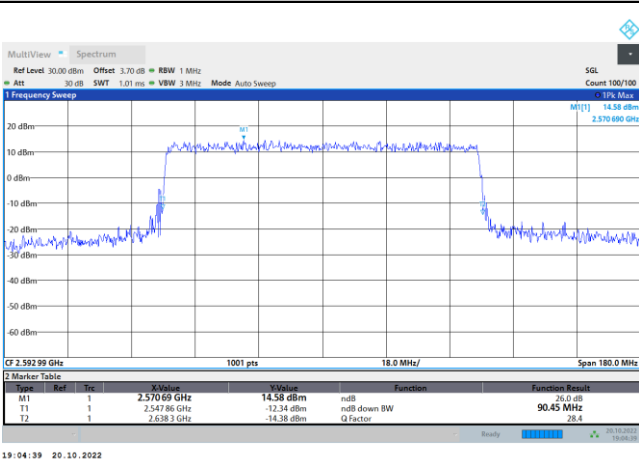 MultiView Spectrum
Ref Level 30.00 dBm Offset 3.70 dB RBW 1 MHz SGL
Att 30 dB SWT 1.01 ms VBW 3 MHz Mode Auto Sweep Count 100/100
1 Frequency Sweep 1Pk Max
M1[1] 14.58 dBm
2.570 690 GHz
M1
20 dBm
10 dBm
0 dBm
-10 dBm
-20 dBm
-30 dBm
-40 dBm
-50 dBm
-60 dBm
CF 2.592 99 GHz 1001 pts 18.0 MHz/ Span 180.0 MHz
2 Marker Table
Type Ref Trc X-Value Y-Value Function Function Result
M1 1 2.570 69 GHz 14.58 dBm ndB 26.0 dB
T1 1 2.547 86 GHz -12.34 dBm ndB down BW 90.45 MHz
T2 1 2.638 3 GHz -14.38 dBm Q Factor 28.4
Ready 20.10.2022
19:04:39
19:04:39 20.10.2022